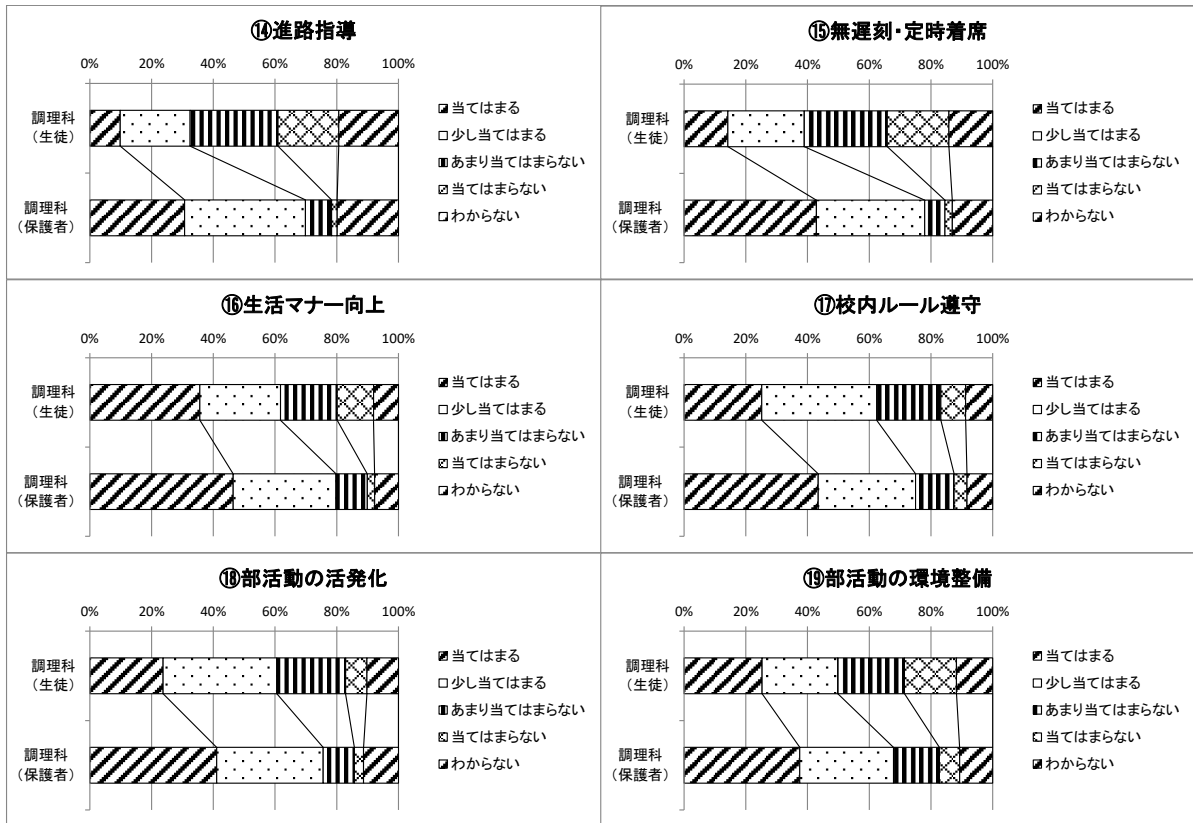 ⑭進路指導
0% 20% 40% 60% 80% 100%
調理科
（生徒）
調理科
（保護者）
当てはまる
少し当てはまる
あまり当てはまらない
当てはまらない
わからない
⑮無遅刻・定時着席
0% 20% 40% 60% 80% 100%
調理科
（生徒）
調理科
（保護者）
当てはまる
少し当てはまる
あまり当てはまらない
当てはまらない
わからない
⑯生活マナー向上
0% 20% 40% 60% 80% 100%
調理科
（生徒）
調理科
（保護者）
当てはまる
少し当てはまる
あまり当てはまらない
当てはまらない
わからない
⑰校内ルール遵守
0% 20% 40% 60% 80% 100%
調理科
（生徒）
調理科
（保護者）
当てはまる
少し当てはまる
あまり当てはまらない
当てはまらない
わからない
⑱部活動の活発化
0% 20% 40% 60% 80% 100%
調理科
（生徒）
調理科
（保護者）
当てはまる
少し当てはまる
あまり当てはまらない
当てはまらない
わからない
⑲部活動の環境整備
0% 20% 40% 60% 80% 100%
調理科
（生徒）
調理科
（保護者）
当てはまる
少し当てはまる
あまり当てはまらない
当てはまらない
わからない